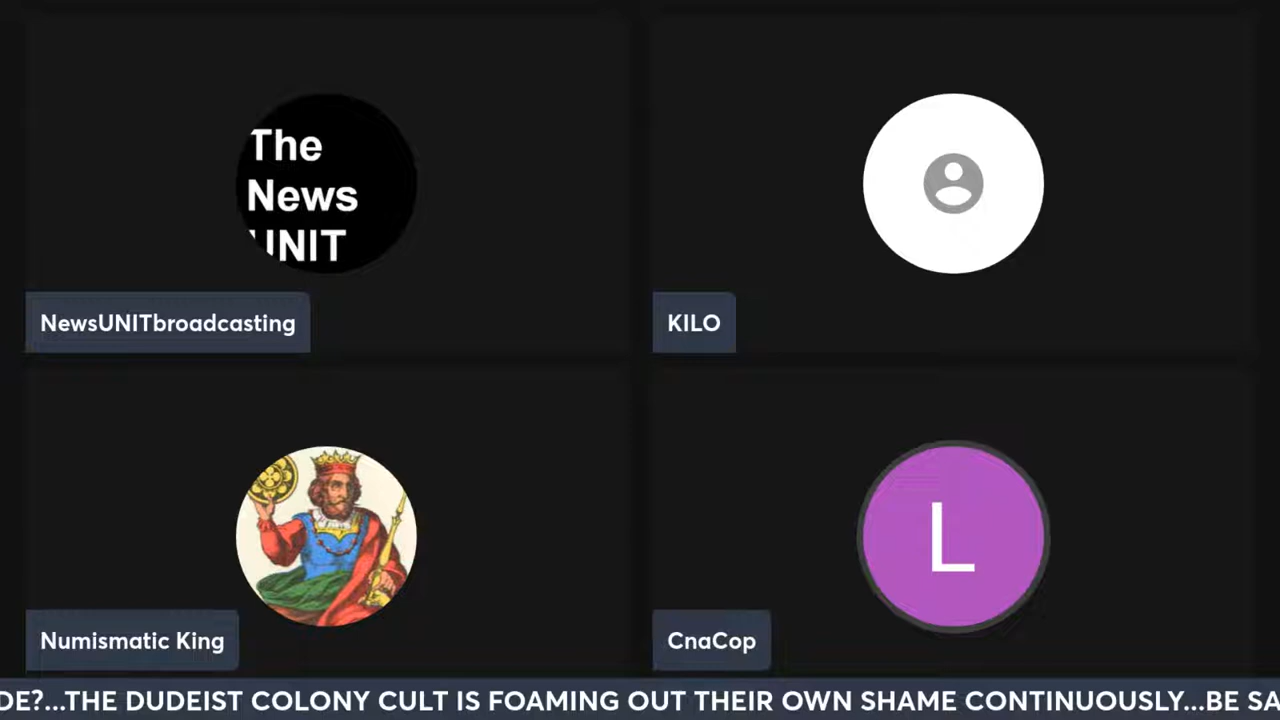 The
News
UNIT
NewsUNITbroadcasting
KILO
Numismatic King
L
CnaCop
DE?...THE DUDEIST COLONY CULT IS FOAMING OUT THEIR OWN SHAME CONTINUOUSLY...BE SA